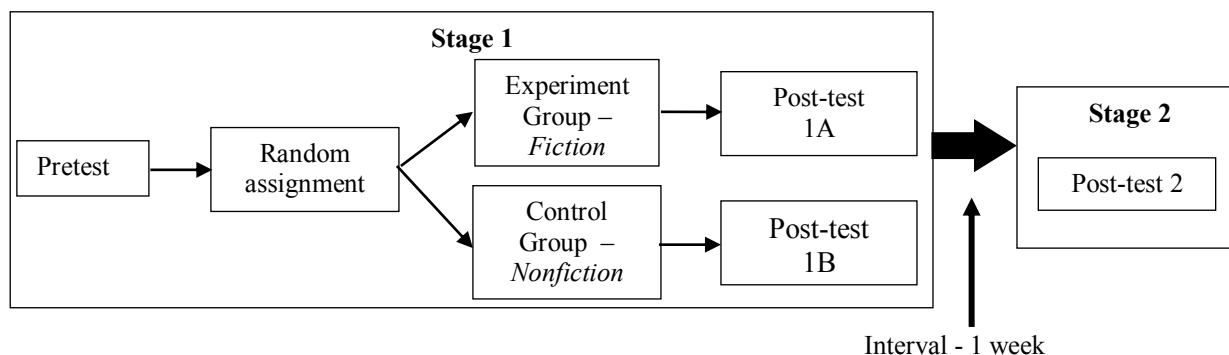 Stage 1
Pretest
Random
assignment
Experiment
Group –
Fiction
Post-test
1A
Control
Group –
Nonfiction
Post-test
1B
Stage 2
Post-test 2
Interval - 1 week